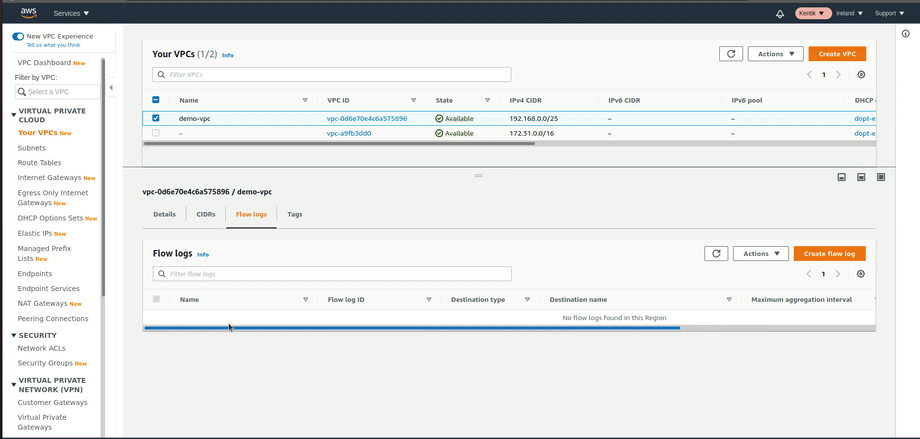 aws
Services
Kentik
Ireland
Support
New VPC Experience
Tell us what you think
VPC Dashboard New
Filter by VPC:
Select a VPC
VIRTUAL PRIVATE
CLOUD
Your VPCs New
Subnets
Route Tables
Internet Gateways New
Egress Only Internet
Gateways New
DHCP Options Sets New
Elastic IPs New
Managed Prefix
Lists New
Endpoints
Endpoint Services
NAT Gateways New
Peering Connections
SECURITY
Network ACLs
Security Groups New
VIRTUAL PRIVATE
NETWORK (VPN)
Customer Gateways
Virtual Private
Gateways
Your VPCs (1/2) Info
Actions
Create VPC
Filter VPCs
1
Name VPC ID State IPv4 CIDR IPv6 CIDR IPv6 pool DHCP
demo-vpc vpc-0d6e70e4c6a575896 Available 192.168.0.0/25 – – dopt-e
– vpc-a9fb3dd0 Available 172.31.0.0/16 – – dopt-e
vpc-0d6e70e4c6a575896 / demo-vpc
Details CIDRs Flow logs Tags
Flow logs Info
Actions
Create flow log
Filter flow logs
1
Name Flow log ID Destination type Destination name Maximum aggregation interval
No flow logs found in this Region